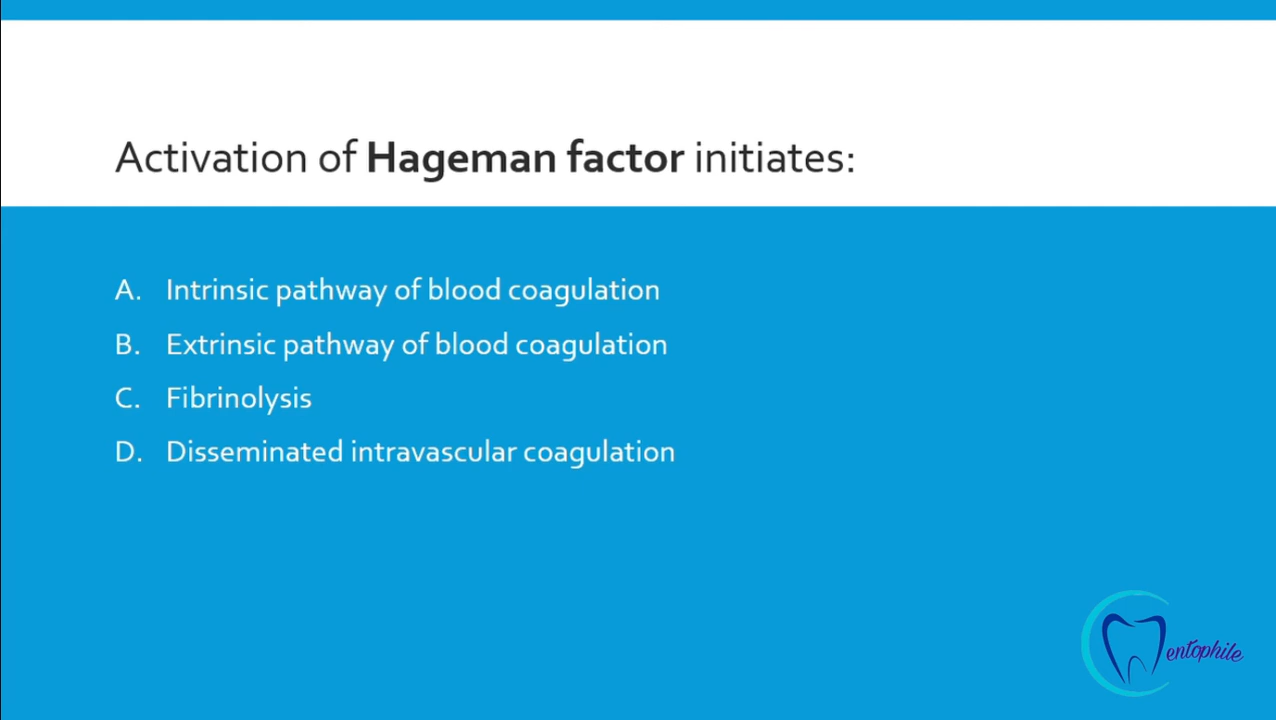 Activation of Hageman factor initiates:
A. Intrinsic pathway of blood coagulation
B. Extrinsic pathway of blood coagulation
C. Fibrinolysis
D. Disseminated intravascular coagulation
entophile